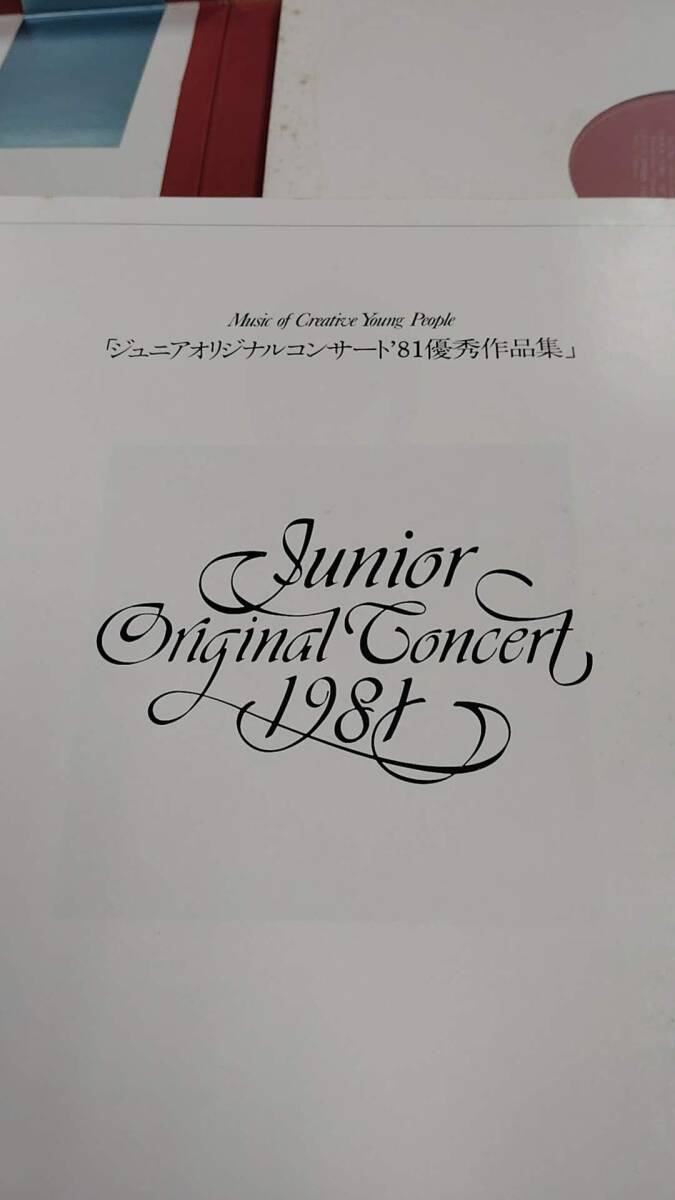 Music of Creative Young People
「ジュニアオリジナルコンサート'81優秀作品集」
Junior
Original Concert
1981